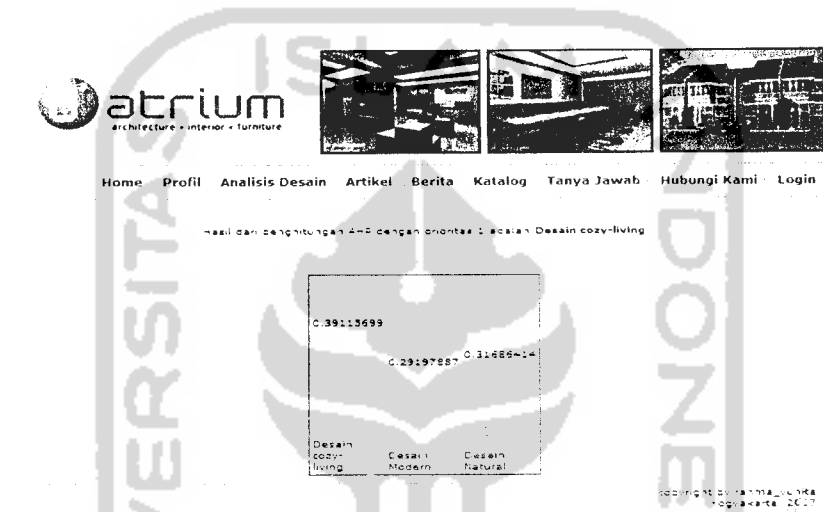 ISLAM
atrium
architecture + interior + furniture
Home Profil Analisis Desain Artikel Berita Katalog Tanya Jawab Hubungi Kami Login
Hasil dari penghitungan AHP dengan prioritas 1 adalah Desain cozy-living
0.39115699
0.29197887 0.31686414
Desain cozy-living
Desain Modern
Desain Natural
copyright by rahma_yunita
Yogyakarta 2007